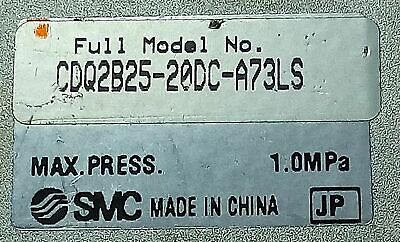 Full Model No.
CDQ2B25-20DC-A73LS
MAX.PRESS. 1.0MPa
SMC MADE IN CHINA JP